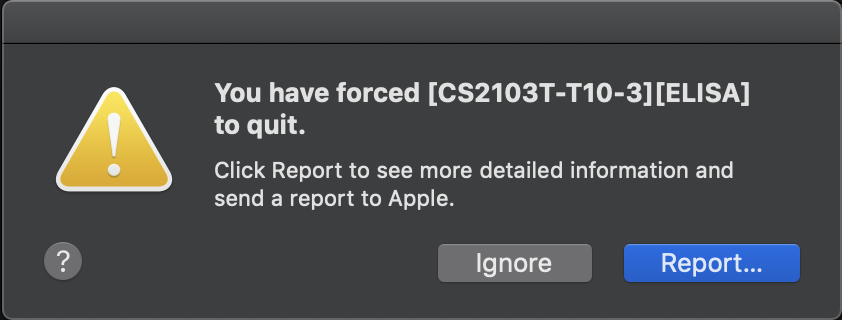 You have forced [CS2103T-T10-3][ELISA]
to quit.
Click Report to see more detailed information and
send a report to Apple.
?
Ignore
Report...